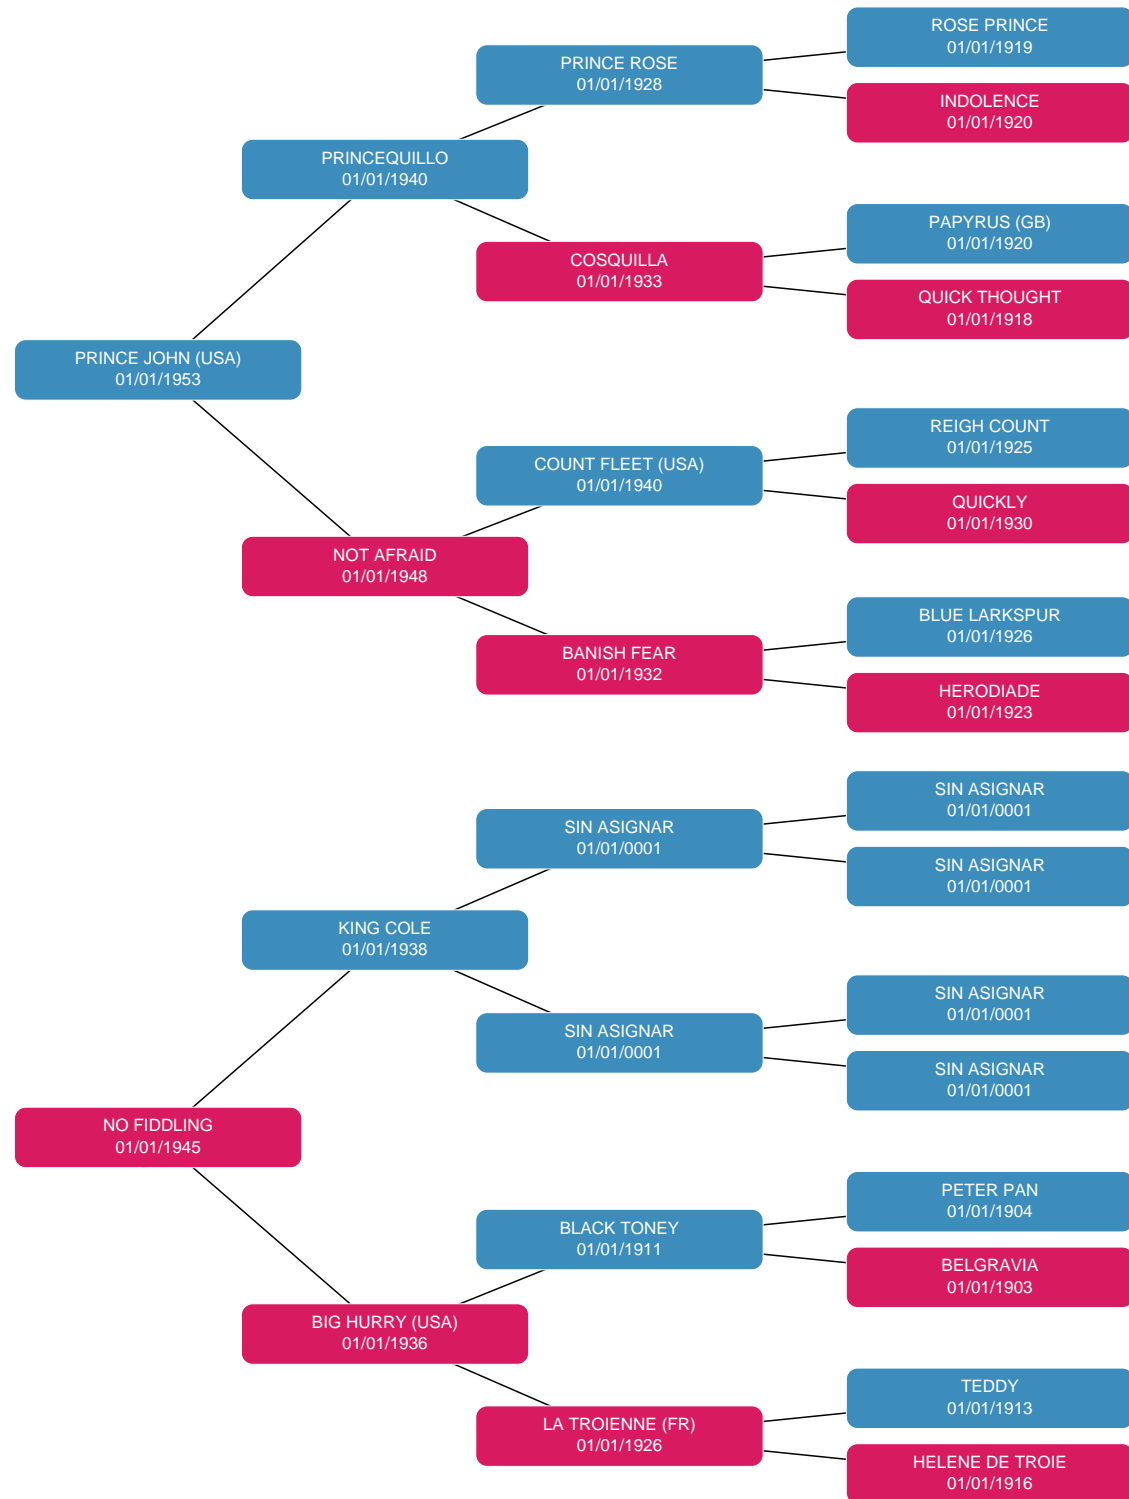 ROSE PRINCE
01/01/1919
PRINCE ROSE
01/01/1928
INDOLENCE
01/01/1920
PRINCEQUILLO
01/01/1940
PAPYRUS (GB)
01/01/1920
COSQUILLA
01/01/1933
QUICK THOUGHT
01/01/1918
PRINCE JOHN (USA)
01/01/1953
REIGH COUNT
01/01/1925
COUNT FLEET (USA)
01/01/1940
QUICKLY
01/01/1930
NOT AFRAID
01/01/1948
BLUE LARKSPUR
01/01/1926
BANISH FEAR
01/01/1932
HERODIADE
01/01/1923
SIN ASIGNAR
01/01/0001
SIN ASIGNAR
01/01/0001
SIN ASIGNAR
01/01/0001
KING COLE
01/01/1938
SIN ASIGNAR
01/01/0001
SIN ASIGNAR
01/01/0001
SIN ASIGNAR
01/01/0001
NO FIDDLING
01/01/1945
PETER PAN
01/01/1904
BLACK TONEY
01/01/1911
BELGRAVIA
01/01/1903
BIG HURRY (USA)
01/01/1936
TEDDY
01/01/1913
LA TROIENNE (FR)
01/01/1926
HELENE DE TROIE
01/01/1916